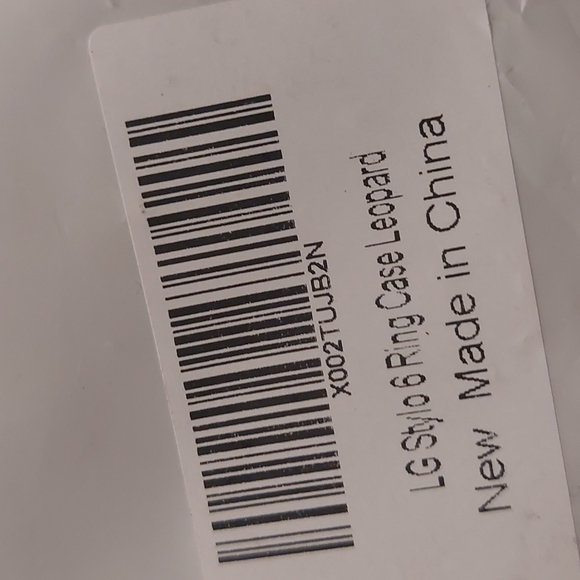 X002TUJB2N
LG Stylo 6 Ring Case Leopard
New Made in China